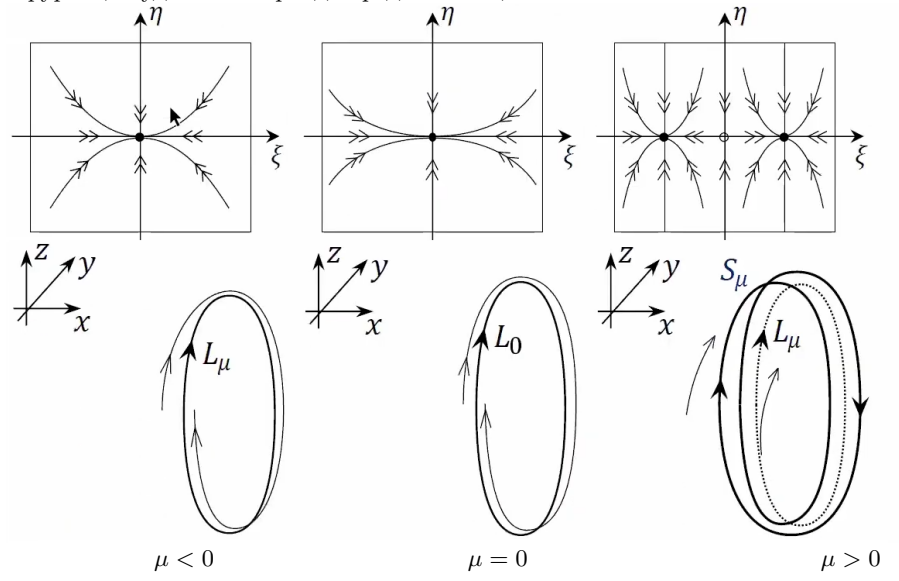 η η η
ξ ξ ξ
z y x z y x z y x
S_μ
L_μ L_0 L_μ
μ < 0 μ = 0 μ > 0